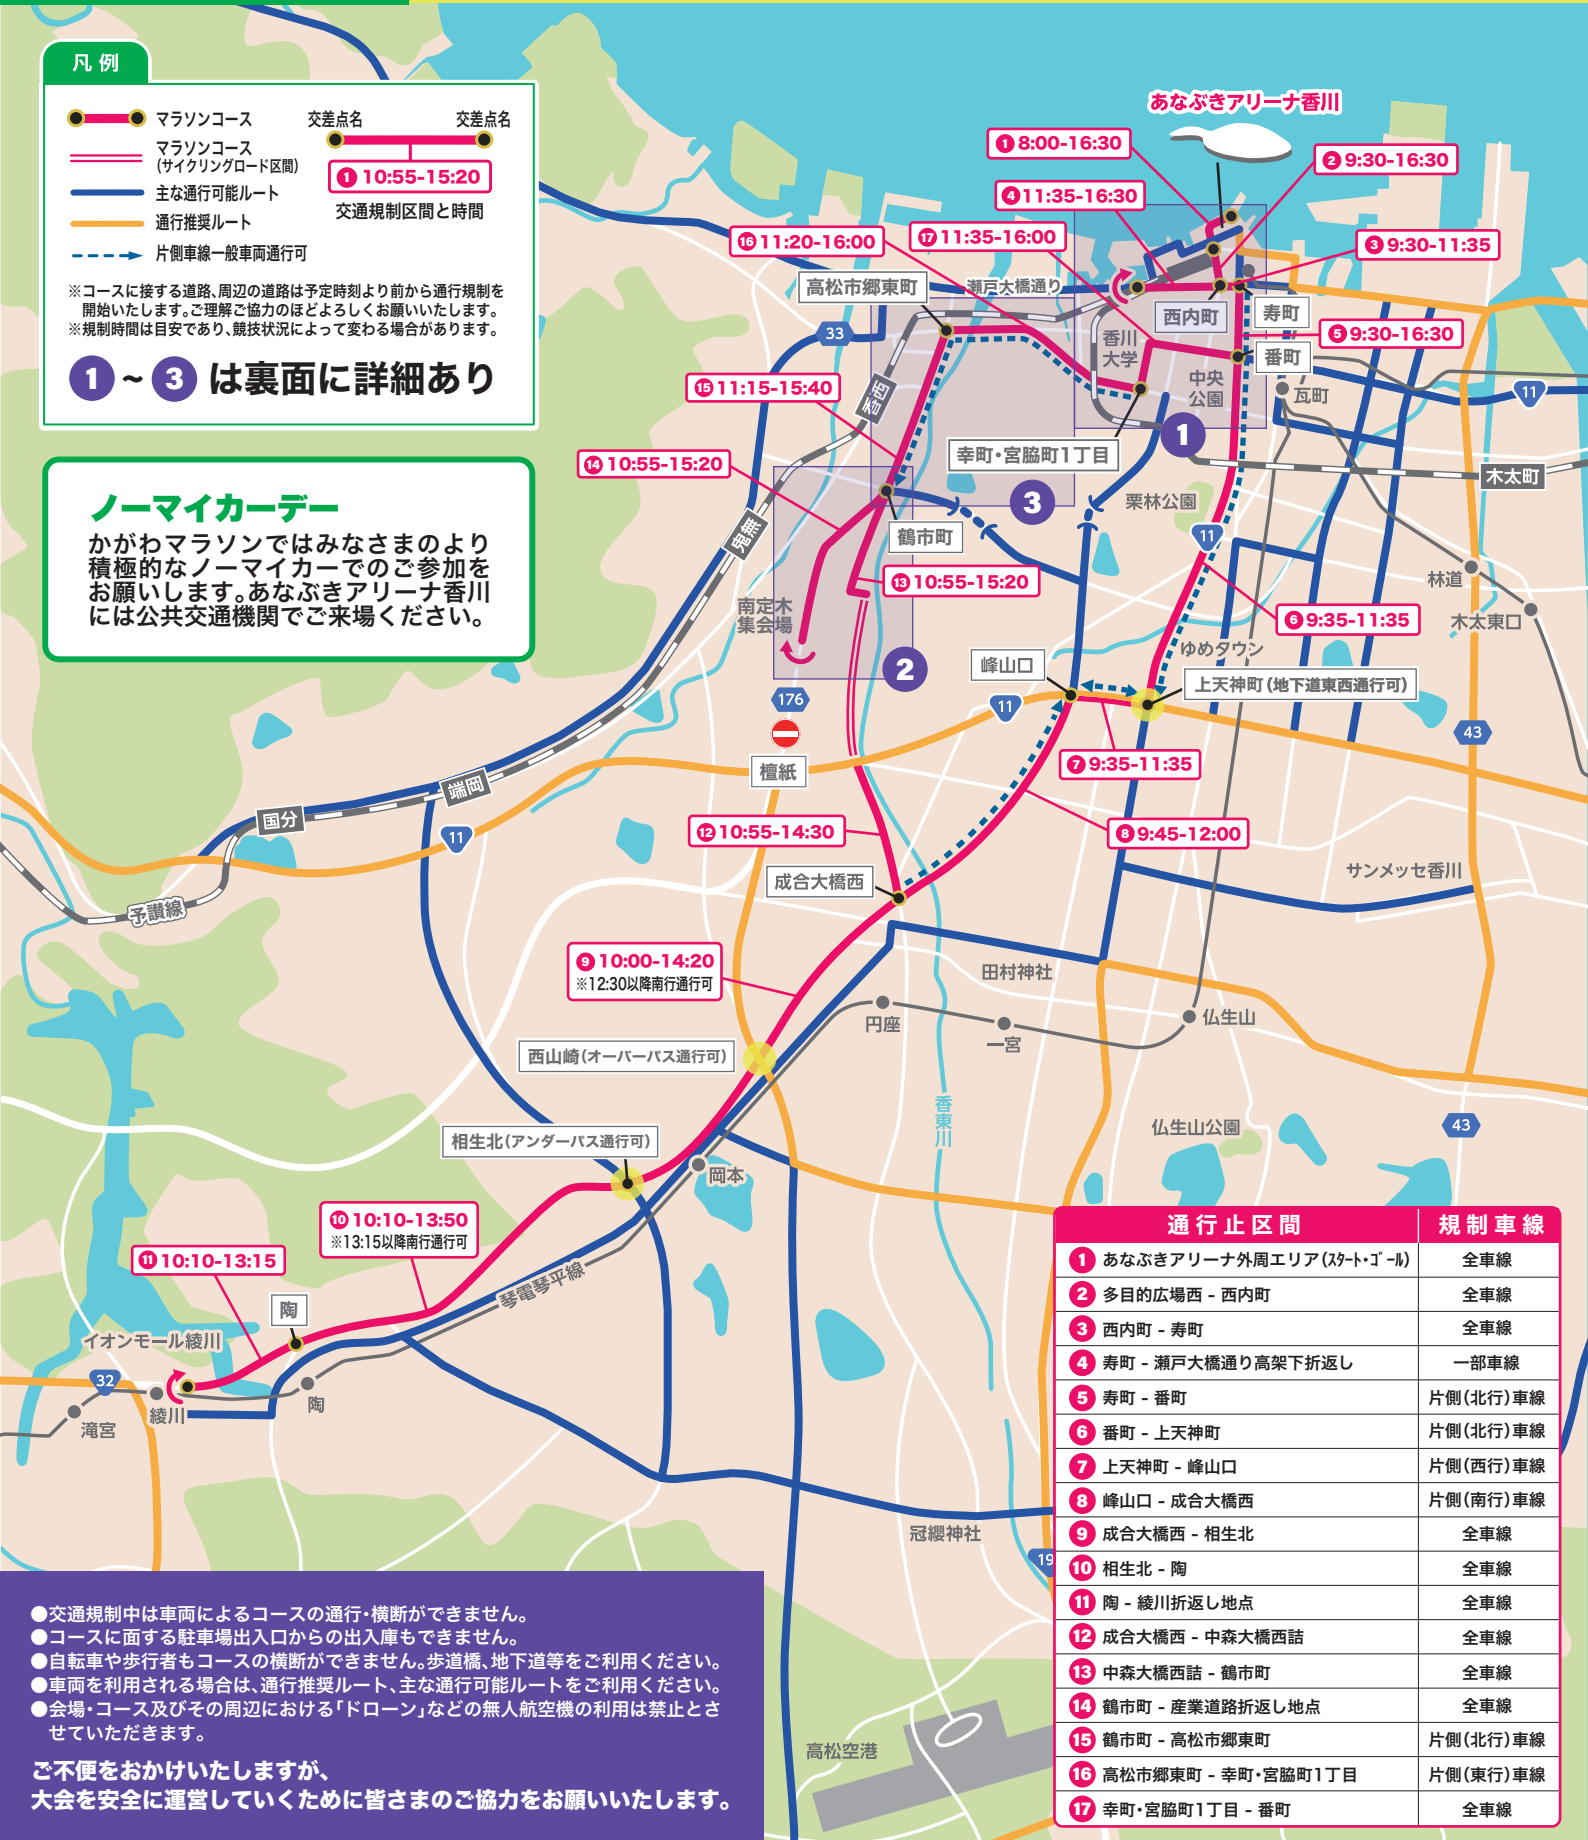 凡例
マラソンコース
マラソンコース
(サイクリングロード区間)
主な通行可能ルート
通行推奨ルート
片側車線一般車両通行可
交差点名 交差点名
1 10:55-15:20
交通規制区間と時間
※コースに接する道路、周辺の道路は予定時刻より前から通行規制を
開始いたします。ご理解ご協力のほどよろしくお願いいたします。
※規制時間は目安であり、競技状況によって変わる場合があります。
1 ~ 3 は裏面に詳細あり
ノーマイカーデー
かがわマラソンではみなさまのより
積極的なノーマイカーでのご参加を
お願いします。あなぶきアリーナ香川
には公共交通機関でご来場ください。
あなぶきアリーナ香川
1 8:00-16:30
2 9:30-16:30
4 11:35-16:30
16 11:20-16:00
17 11:35-16:00
3 9:30-11:35
高松市郷東町
瀬戸大橋通り
西内町
寿町
33
香川
大学
5 9:30-16:30
番町
中央
公園
15 11:15-15:40
香西
瓦町
11
1
幸町・宮脇町1丁目
14 10:55-15:20
木太町
3
栗林公園
鬼無
鶴市町
11
13 10:55-15:20
林道
南定木
集会場
6 9:35-11:35
木太東口
ゆめタウン
2
峰山口
上天神町(地下道東西通行可)
176
11
43
檀紙
7 9:35-11:35
端岡
国分
11
12 10:55-14:30
8 9:45-12:00
成合大橋西
サンメッセ香川
予讃線
9 10:00-14:20
※12:30以降南行通行可
田村神社
円座
一宮
仏生山
西山崎(オーバーパス通行可)
香東川
仏生山公園
43
相生北(アンダーパス通行可)
岡本
10 10:10-13:50
※13:15以降南行通行可
11 10:10-13:15
琴電琴平線
陶
イオンモール綾川
32
綾川
陶
滝宮
冠纓神社
19
高松空港
通行止区間 規制車線
1 あなぶきアリーナ外周エリア(スタート・ゴール) 全車線
2 多目的広場西 - 西内町 全車線
3 西内町 - 寿町 全車線
4 寿町 - 瀬戸大橋通り高架下折返し 一部車線
5 寿町 - 番町 片側(北行)車線
6 番町 - 上天神町 片側(北行)車線
7 上天神町 - 峰山口 片側(西行)車線
8 峰山口 - 成合大橋西 片側(南行)車線
9 成合大橋西 - 相生北 全車線
10 相生北 - 陶 全車線
11 陶 - 綾川折返し地点 全車線
12 成合大橋西 - 中森大橋西詰 全車線
13 中森大橋西詰 - 鶴市町 全車線
14 鶴市町 - 産業道路折返し地点 全車線
15 鶴市町 - 高松市郷東町 片側(北行)車線
16 高松市郷東町 - 幸町・宮脇町1丁目 片側(東行)車線
17 幸町・宮脇町1丁目 - 番町 全車線
●交通規制中は車両によるコースの通行・横断ができません。
●コースに面する駐車場出入口からの出入庫もできません。
●自転車や歩行者もコースの横断ができません。歩道橋、地下道等をご利用ください。
●車両を利用される場合は、通行推奨ルート、主な通行可能ルートをご利用ください。
●会場・コース及びその周辺における「ドローン」などの無人航空機の利用は禁止とさ
せていただきます。
ご不便をおかけいたしますが、
大会を安全に運営していくために皆さまのご協力をお願いいたします。